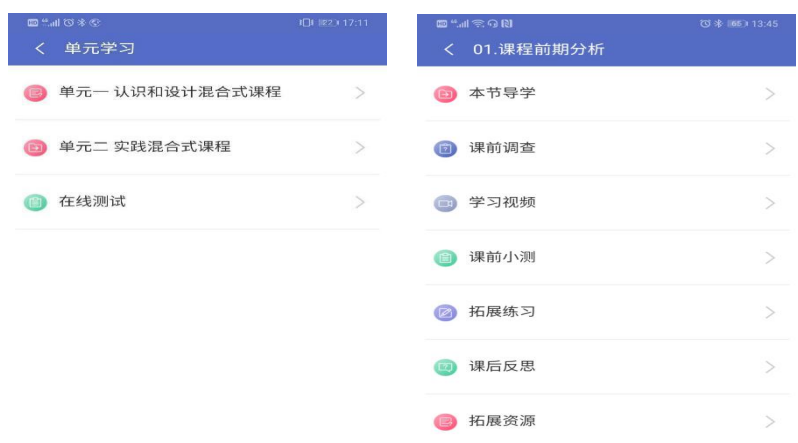 17:11
单元学习
单元一 认识和设计混合式课程
单元二 实践混合式课程
在线测试
13:45
01.课程前期分析
本节导学
课前调查
学习视频
课前小测
拓展练习
课后反思
拓展资源